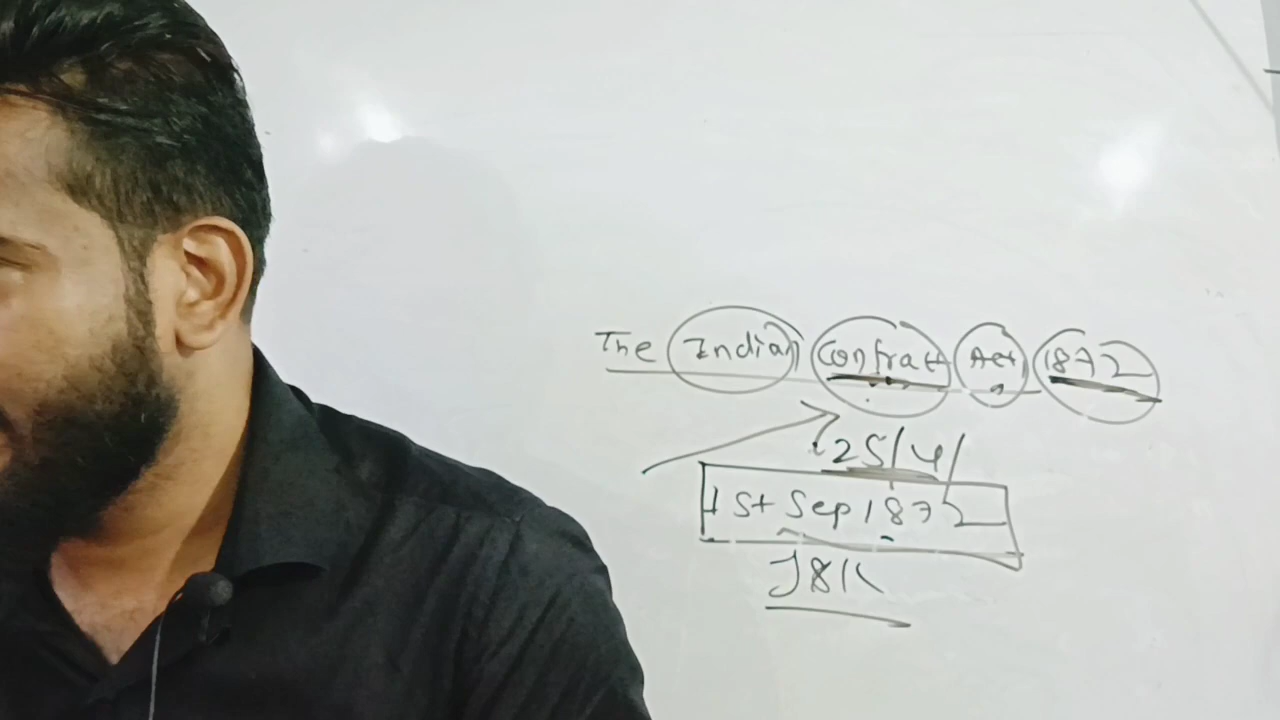 The Indian Contract Act, 1872
25/4/
1st Sep 1872
J&K